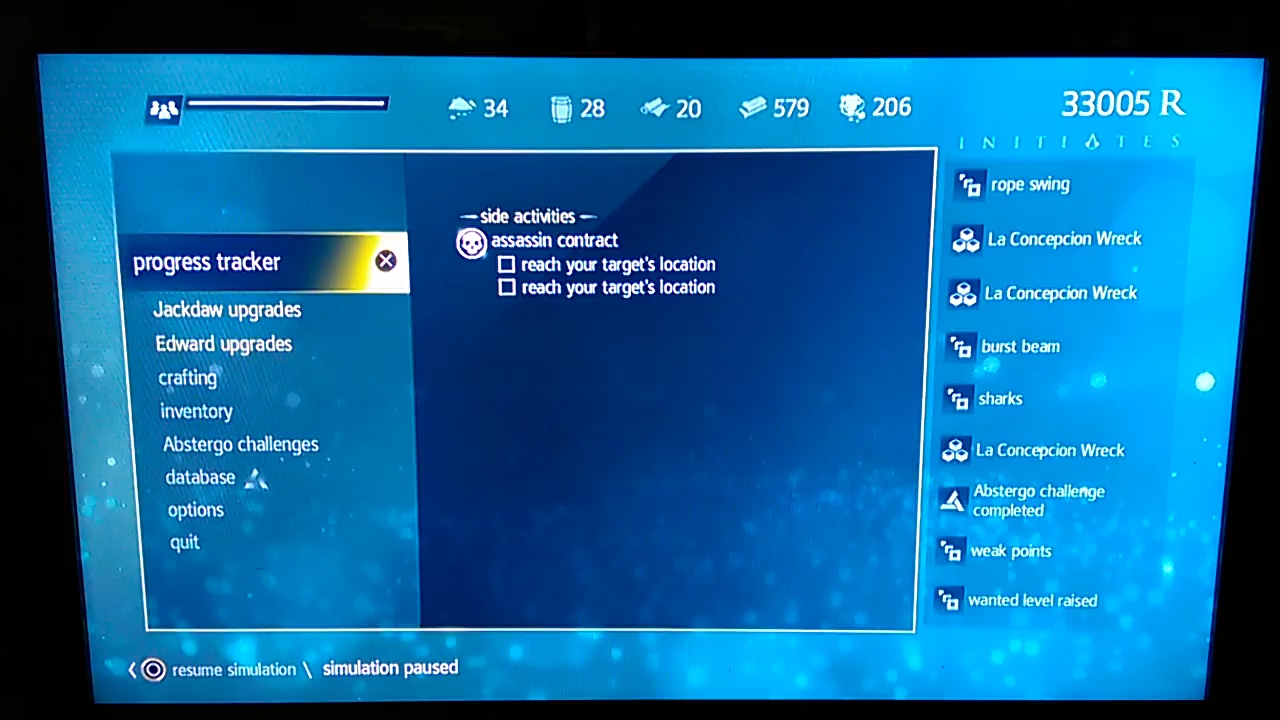 34 28 20 579 206 33005 R
INITIATES
progress tracker
Jackdaw upgrades
Edward upgrades
crafting
inventory
Abstergo challenges
database
options
quit
side activities
assassin contract
reach your target's location
reach your target's location
rope swing
La Concepcion Wreck
La Concepcion Wreck
burst beam
sharks
La Concepcion Wreck
Abstergo challenge
completed
weak points
wanted level raised
resume simulation \ simulation paused